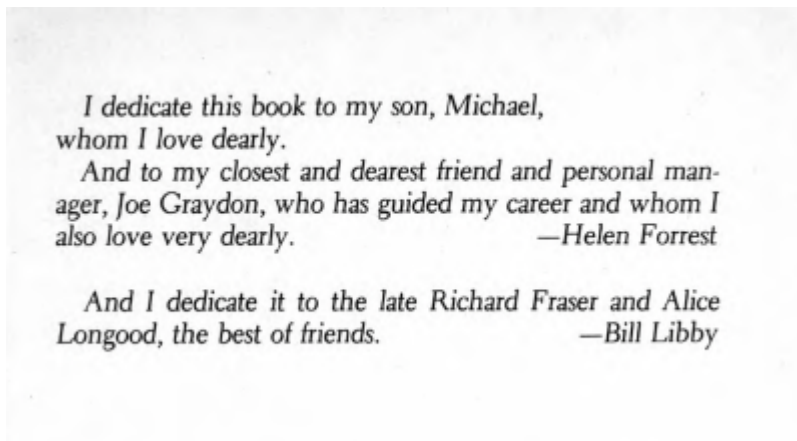 I dedicate this book to my son, Michael,
whom I love dearly.
And to my closest and dearest friend and personal man-
ager, Joe Graydon, who has guided my career and whom I
also love very dearly. —Helen Forrest
And I dedicate it to the late Richard Fraser and Alice
Longood, the best of friends. —Bill Libby